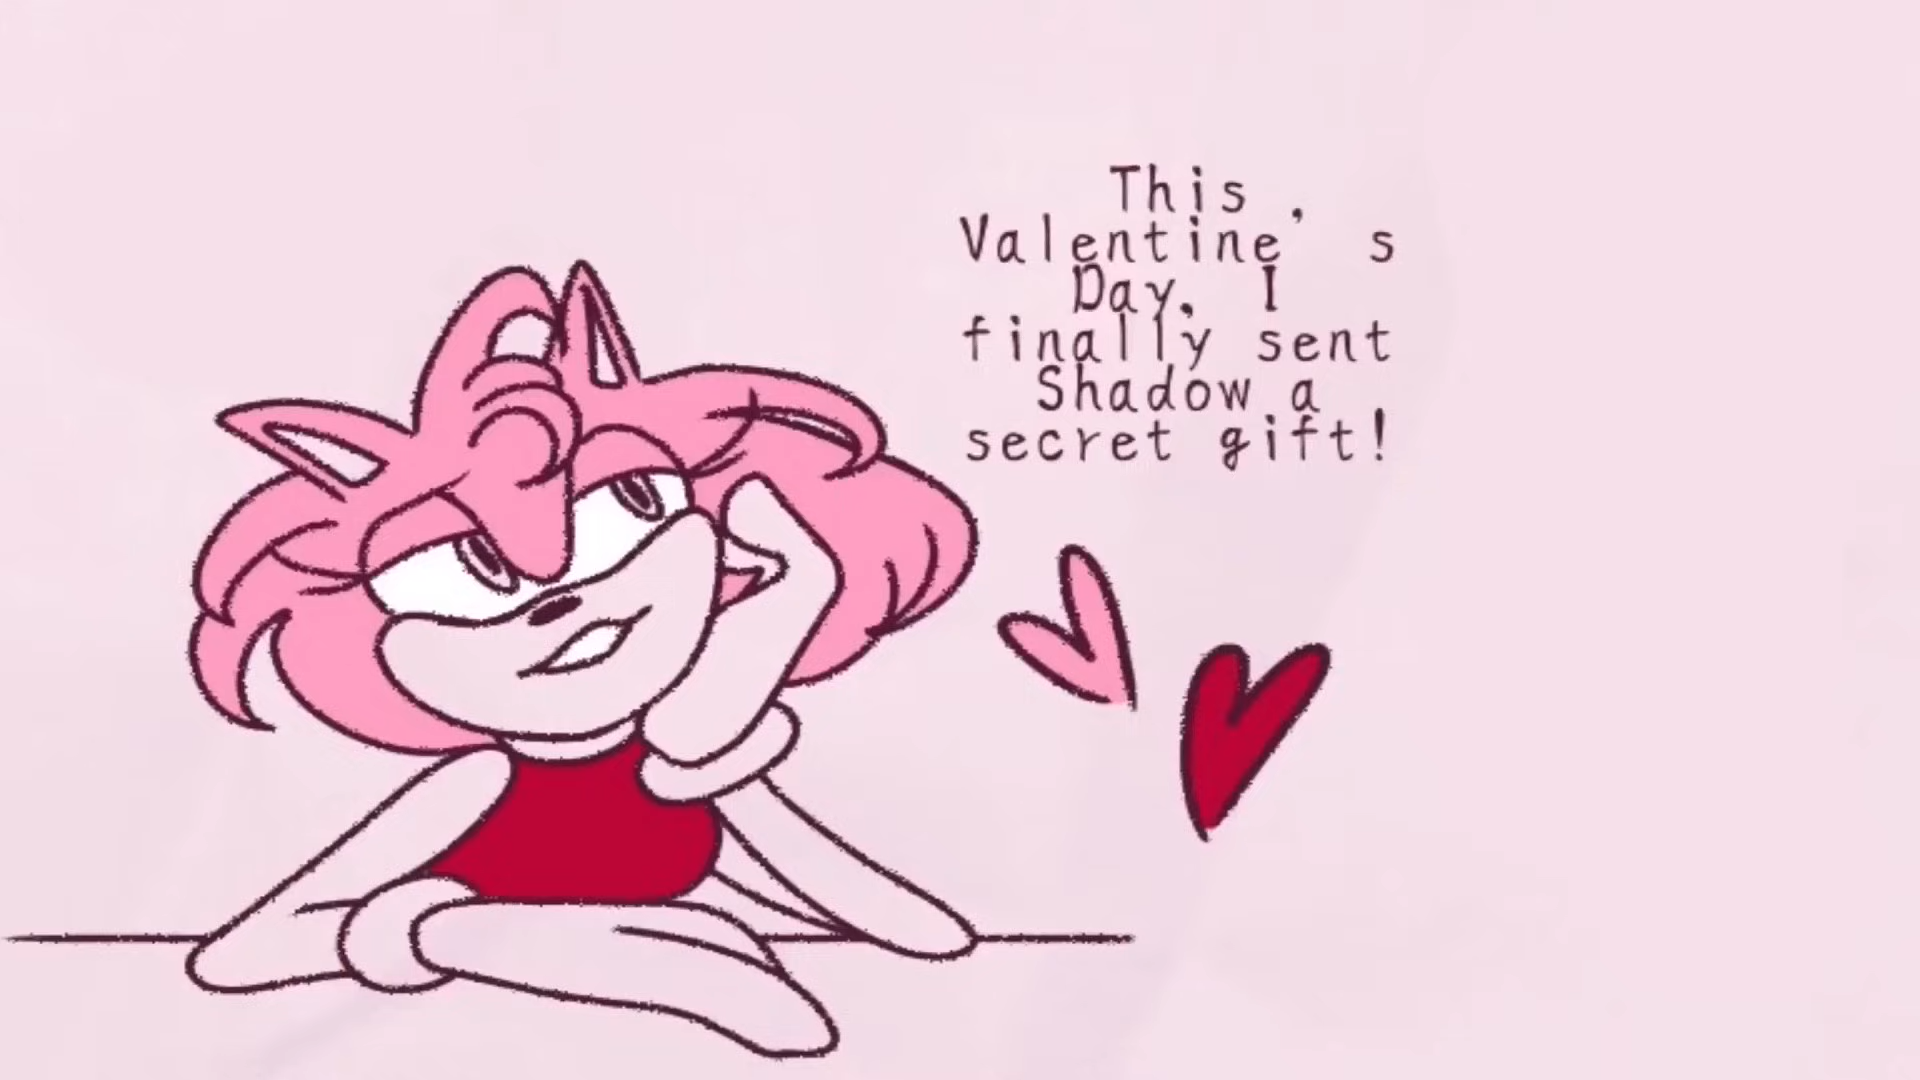 This
Valentine's
Day, I
finally sent
Shadow a
secret gift!